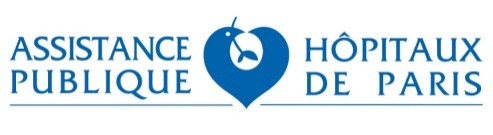 ASSISTANCE
PUBLIQUE
HÔPITAUX
DE PARIS